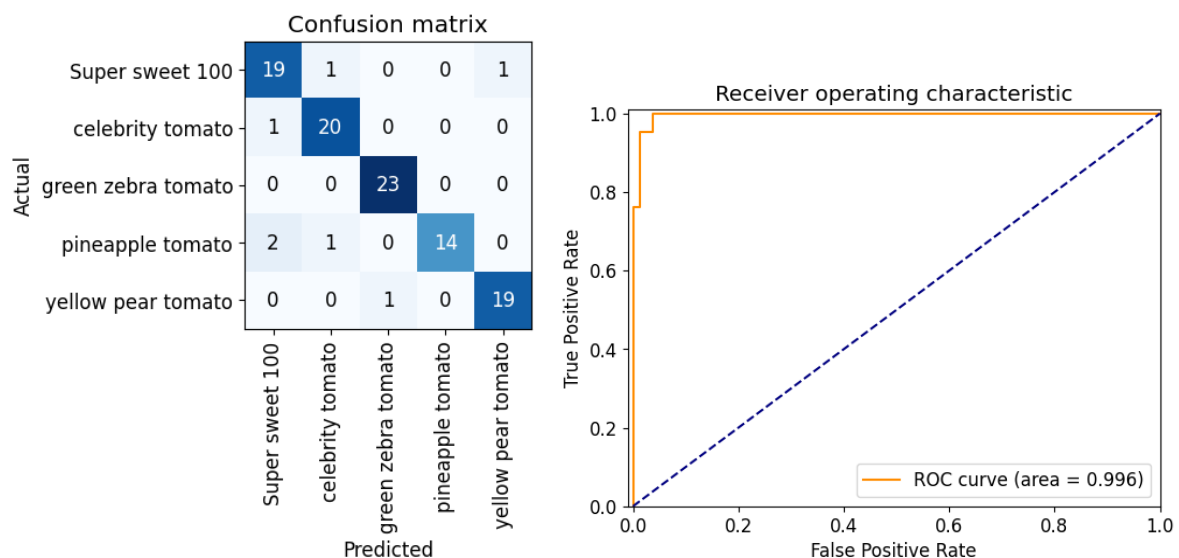 Confusion matrix
Super sweet 100 19 1 0 0 1
celebrity tomato 1 20 0 0 0
green zebra tomato 0 0 23 0 0
pineapple tomato 2 1 0 14 0
yellow pear tomato 0 0 1 0 19
Actual
Super sweet 100
celebrity tomato
green zebra tomato
pineapple tomato
yellow pear tomato
Predicted
Receiver operating characteristic
1.0
0.8
0.6
0.4
0.2
0.0
True Positive Rate
ROC curve (area = 0.996)
0.0 0.2 0.4 0.6 0.8 1.0
False Positive Rate